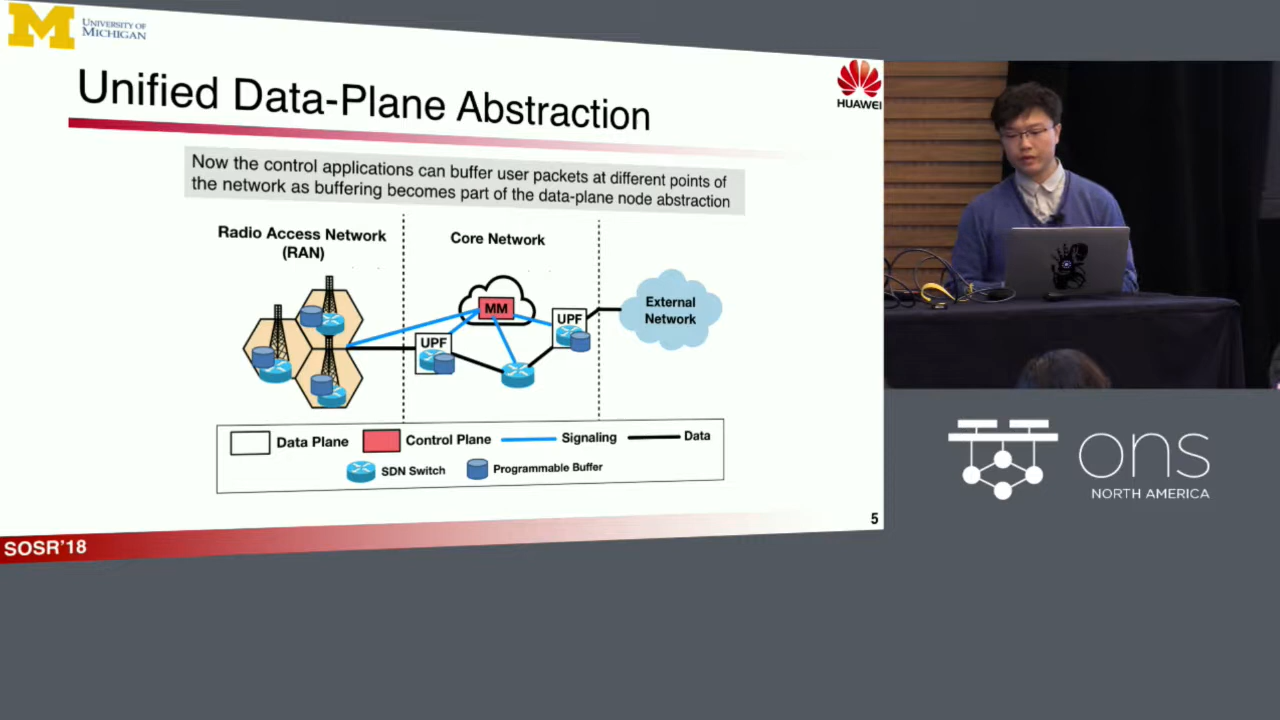 UNIVERSITY OF
MICHIGAN
Unified Data-Plane Abstraction
HUAWEI
Now the control applications can buffer user packets at different points of
the network as buffering becomes part of the data-plane node abstraction
Radio Access Network
(RAN)
Core Network
MM
UPF
UPF
External
Network
Data Plane
Control Plane
Signaling
Data
SDN Switch
Programmable Buffer
5
SOSR'18
ons
NORTH AMERICA